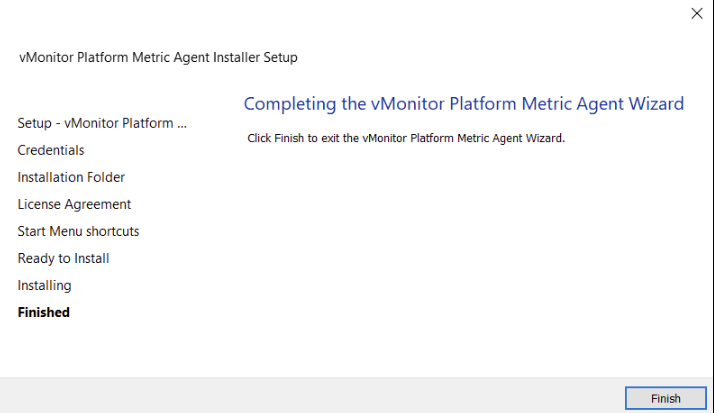 vMonitor Platform Metric Agent Installer Setup
Setup - vMonitor Platform ...
Credentials
Installation Folder
License Agreement
Start Menu shortcuts
Ready to Install
Installing
Finished
Completing the vMonitor Platform Metric Agent Wizard
Click Finish to exit the vMonitor Platform Metric Agent Wizard.
Finish